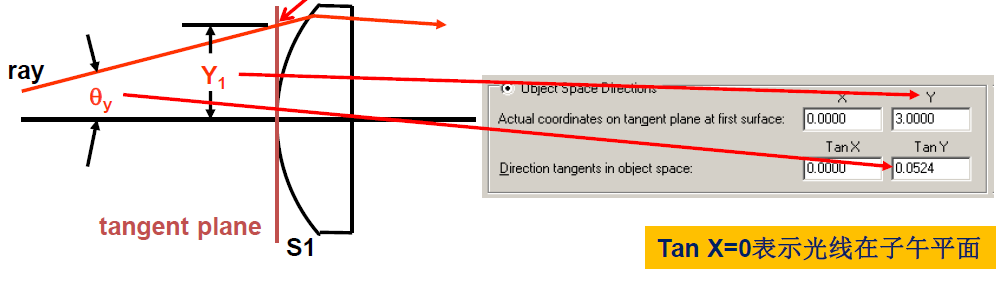 ray
θy
Y1
tangent plane
S1
Object Space Directions
X Y
Actual coordinates on tangent plane at first surface: 0.0000 3.0000
Tan X Tan Y
Direction tangents in object space: 0.0000 0.0524
Tan X=0表示光线在子午平面